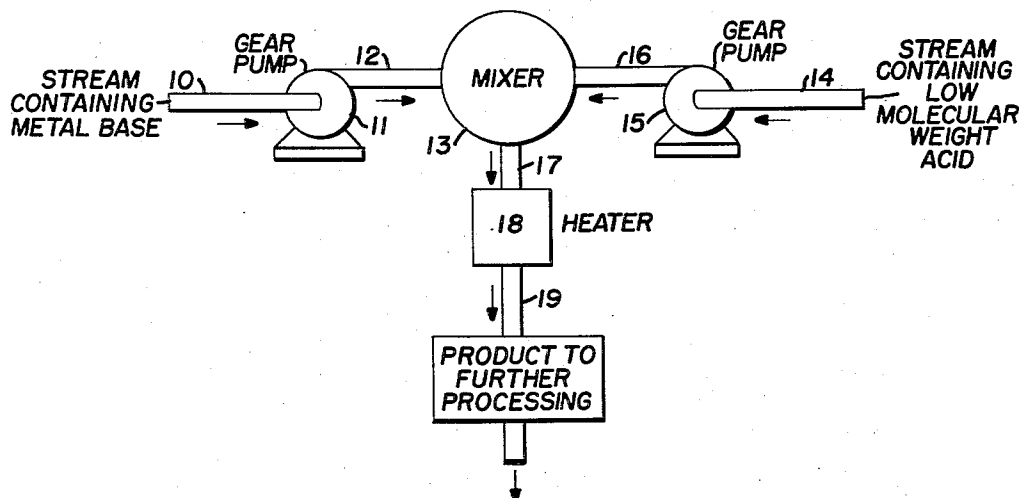 GEAR
PUMP
12
16
GEAR
PUMP
STREAM
CONTAINING
METAL BASE
10
11
MIXER
13
15
14
STREAM
CONTAINING
LOW
MOLECULAR
WEIGHT
ACID
17
18
HEATER
19
PRODUCT TO
FURTHER
PROCESSING